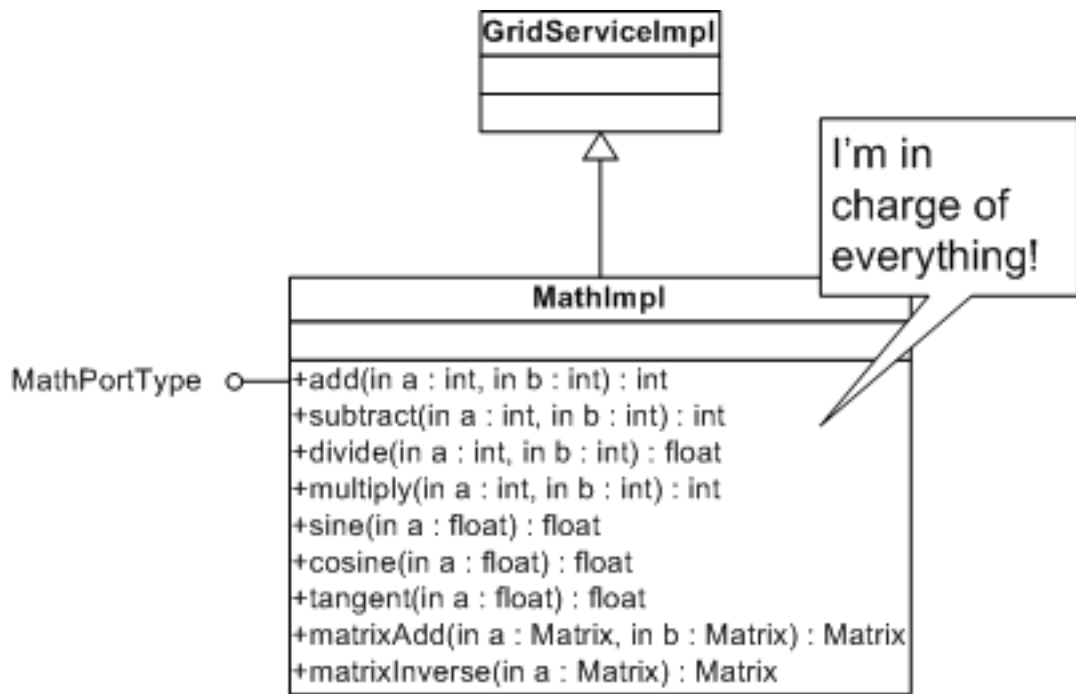 GridServiceImpl
I'm in
charge of
everything!
MathImpl
MathPortType
+add(in a : int, in b : int) : int
+subtract(in a : int, in b : int) : int
+divide(in a : int, in b : int) : float
+multiply(in a : int, in b : int) : int
+sine(in a : float) : float
+cosine(in a : float) : float
+tangent(in a : float) : float
+matrixAdd(in a : Matrix, in b : Matrix) : Matrix
+matrixInverse(in a : Matrix) : Matrix